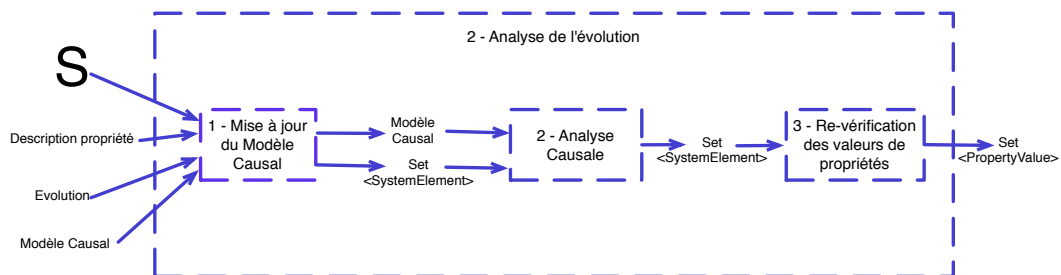 2 - Analyse de l'évolution
S
Description propriété
Evolution
Modèle Causal
1 - Mise à jour
du Modèle
Causal
Modèle
Causal
Set
<SystemElement>
2 - Analyse
Causale
Set
<SystemElement>
3 - Re-vérification
des valeurs de
propriétés
Set
<PropertyValue>